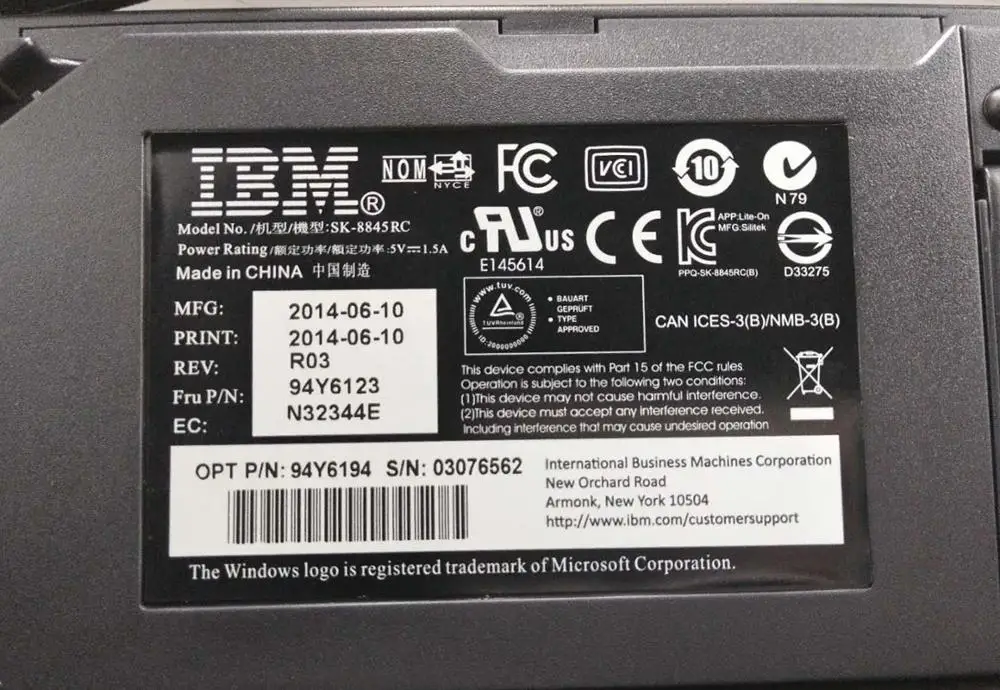 IBM®
NOM NYCE FC VCI 10 N 79
Model No./机型/機型:SK-8845RC
Power Rating/额定功率/額定功率:5V⎓1.5A
Made in CHINA 中国制造
c RU® US
E145614
CE
APP:Lite-On
MFG:Silitek
PPQ-SK-8845RC(B)
D33275
MFG: 2014-06-10
PRINT: 2014-06-10
REV: R03
Fru P/N: 94Y6123
EC: N32344E
www.tuv.com
TUVRheinland®
ID:2000000000
• BAUART
GEPRÜFT
• TYPE
APPROVED
CAN ICES-3(B)/NMB-3(B)
This device complies with Part 15 of the FCC rules
Operation is subject to the following two conditions:
(1)This device may not cause harmful interference.
(2)This device must accept any interference received.
Including interference that may cause undesired operation
OPT P/N: 94Y6194 S/N: 03076562
International Business Machines Corporation
New Orchard Road
Armonk, New York 10504
http://www.ibm.com/customersupport
The Windows logo is registered trademark of Microsoft Corporation.